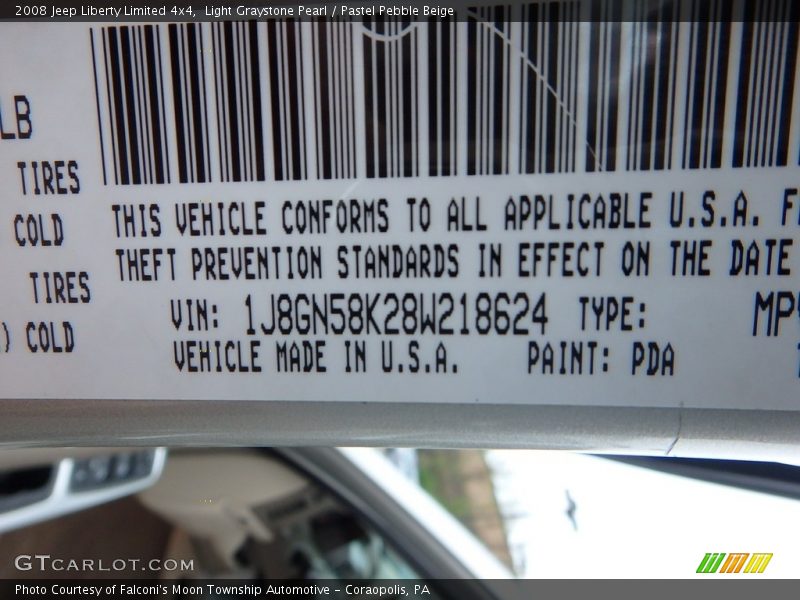 2008 Jeep Liberty Limited 4x4,  Light Graystone Pearl / Pastel Pebble Beige
LB
TIRES
COLD
TIRES
) COLD
THIS VEHICLE CONFORMS TO ALL APPLICABLE U.S.A.
THEFT PREVENTION STANDARDS IN EFFECT ON THE DATE
VIN: 1J8GN58K28W218624 TYPE: MP
VEHICLE MADE IN U.S.A. PAINT: PDA
GTCARLOT.COM
Photo Courtesy of Falconi's Moon Township Automotive - Coraopolis, PA